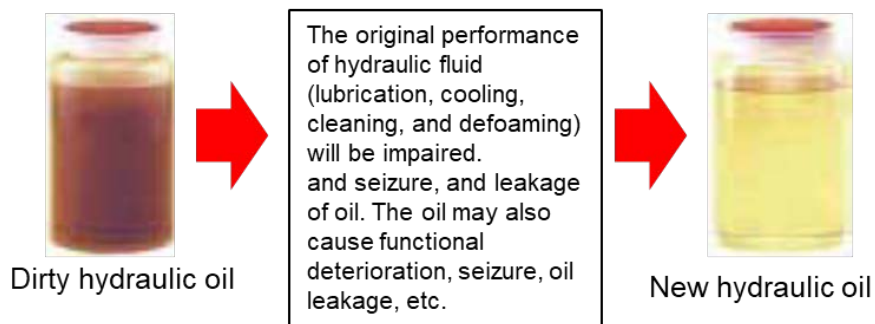 The original performance
of hydraulic fluid
(lubrication, cooling,
cleaning, and defoaming)
will be impaired.
and seizure, and leakage
of oil. The oil may also
cause functional
deterioration, seizure, oil
leakage, etc.
Dirty hydraulic oil
New hydraulic oil